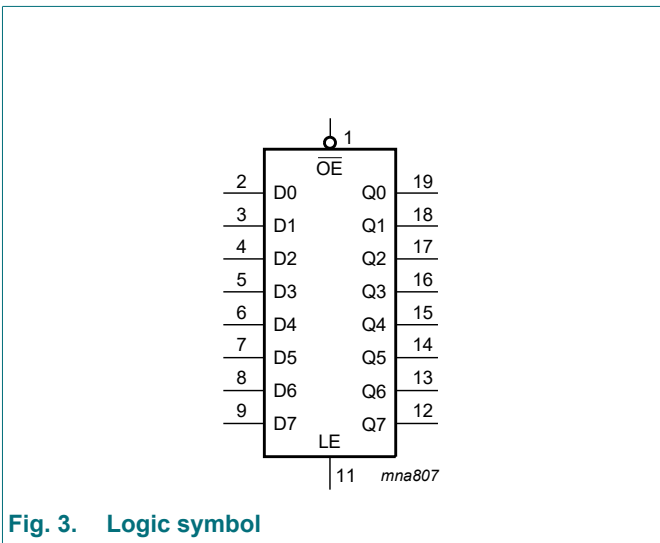 1
OE
2 D0 Q0 19
3 D1 Q1 18
4 D2 Q2 17
5 D3 Q3 16
6 D4 Q4 15
7 D5 Q5 14
8 D6 Q6 13
9 D7 Q7 12
LE
11 mna807
Fig. 3. Logic symbol